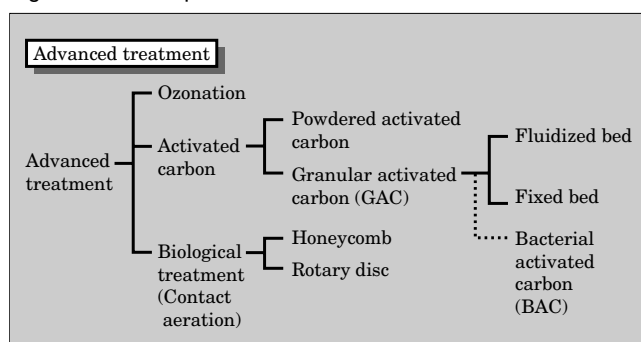 Advanced treatment
Ozonation
Advanced
treatment
Activated
carbon
Powdered activated
carbon
Granular activated
carbon (GAC)
Fluidized bed
Fixed bed
Bacterial
activated
carbon
(BAC)
Biological
treatment
(Contact
aeration)
Honeycomb
Rotary disc